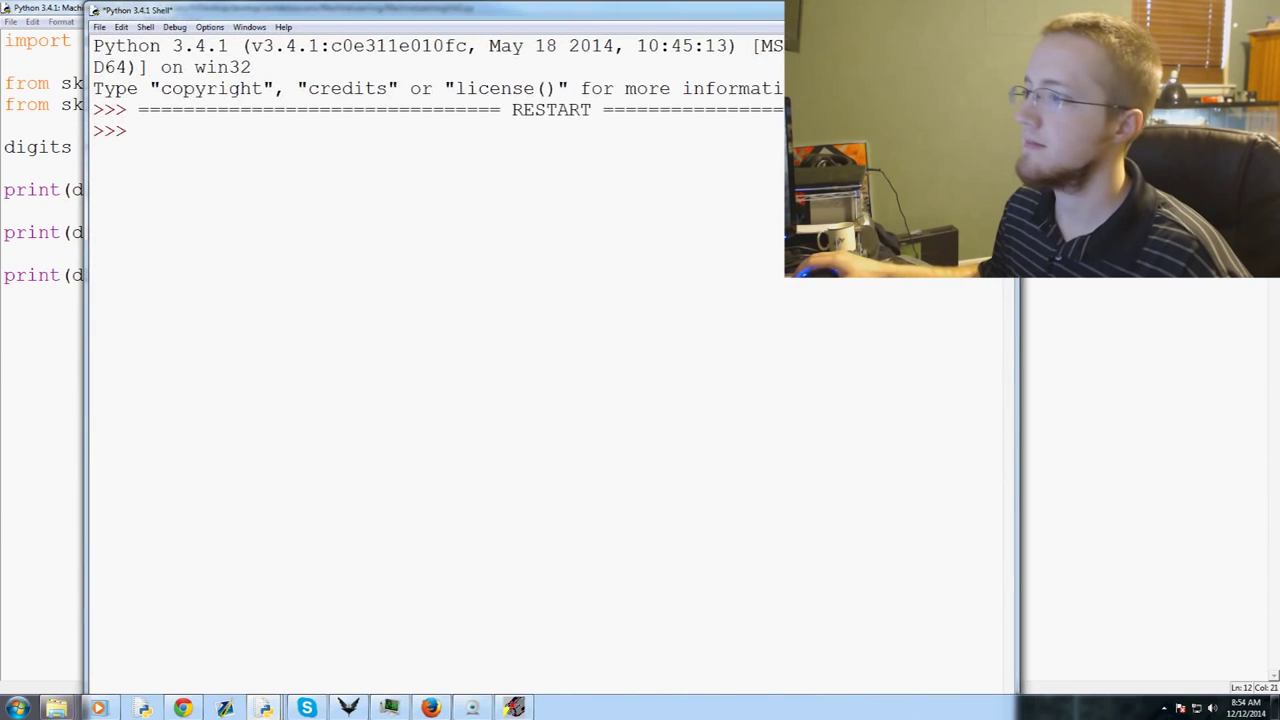 Python 3.4.1: Machi
*Python 3.4.1 Shell*
File Edit Format
File Edit Shell Debug Options Windows Help
import
from sk
from sk
digits
print(d
print(d
print(d
Python 3.4.1 (v3.4.1:c0e311e010fc, May 18 2014, 10:45:13) [MS
D64)] on win32
Type "copyright", "credits" or "license()" for more informati
>>> ================================ RESTART ================
>>>
Ln: 12 Col: 21
8:54 AM
12/12/2014